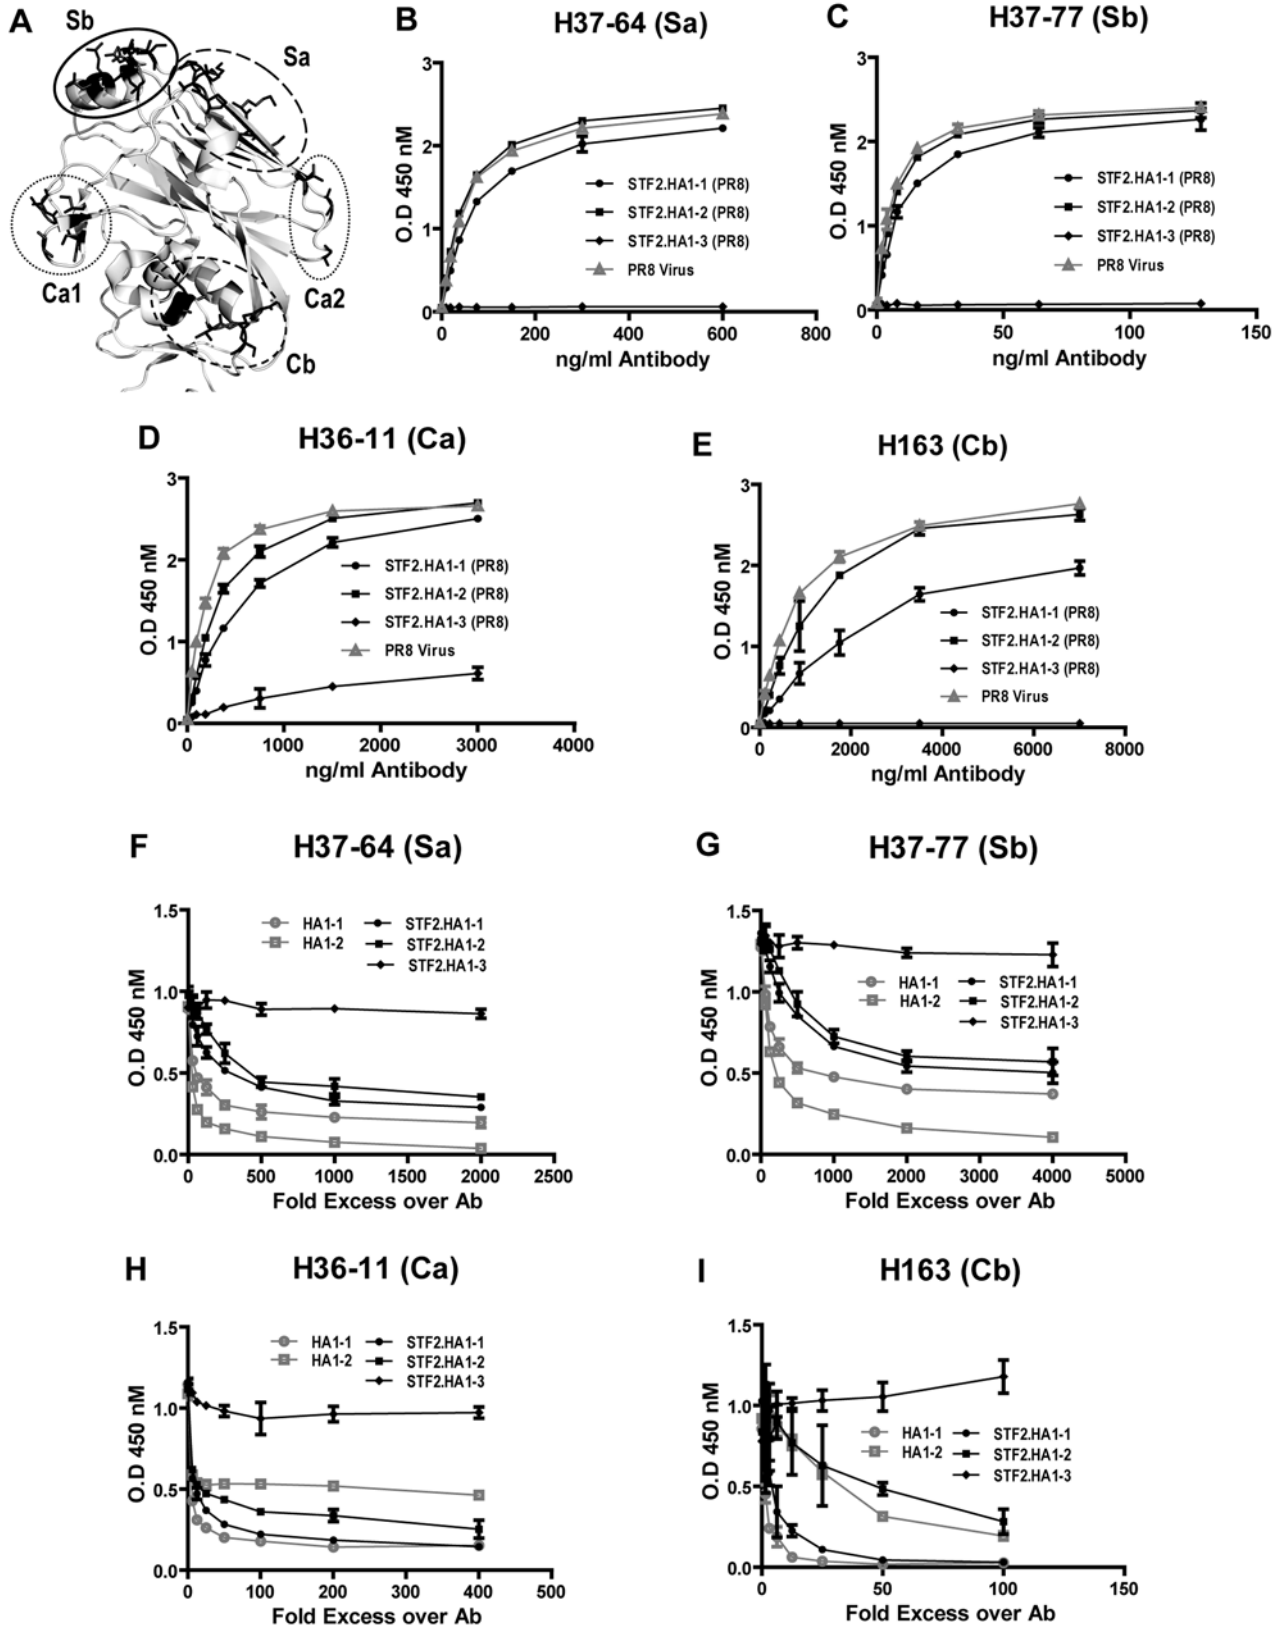 A
Sb
Sa
Ca1
Ca2
Cb
B
H37-64 (Sa)
O.D 450 nM
3
2
1
0
STF2.HA1-1 (PR8)
STF2.HA1-2 (PR8)
STF2.HA1-3 (PR8)
PR8 Virus
0 200 400 600 800
ng/ml Antibody
C
H37-77 (Sb)
O.D 450 nM
3
2
1
0
STF2.HA1-1 (PR8)
STF2.HA1-2 (PR8)
STF2.HA1-3 (PR8)
PR8 Virus
0 50 100 150
ng/ml Antibody
D
H36-11 (Ca)
O.D 450 nM
3
2
1
0
STF2.HA1-1 (PR8)
STF2.HA1-2 (PR8)
STF2.HA1-3 (PR8)
PR8 Virus
0 1000 2000 3000 4000
ng/ml Antibody
E
H163 (Cb)
O.D 450 nM
3
2
1
0
STF2.HA1-1 (PR8)
STF2.HA1-2 (PR8)
STF2.HA1-3 (PR8)
PR8 Virus
0 2000 4000 6000 8000
ng/ml Antibody
F
H37-64 (Sa)
O.D 450 nM
1.5
1.0
0.5
0.0
HA1-1 STF2.HA1-1
HA1-2 STF2.HA1-2
STF2.HA1-3
0 500 1000 1500 2000 2500
Fold Excess over Ab
G
H37-77 (Sb)
O.D 450 nM
1.5
1.0
0.5
0.0
HA1-1 STF2.HA1-1
HA1-2 STF2.HA1-2
STF2.HA1-3
0 1000 2000 3000 4000 5000
Fold Excess over Ab
H
H36-11 (Ca)
O.D 450 nM
1.5
1.0
0.5
0.0
HA1-1 STF2.HA1-1
HA1-2 STF2.HA1-2
STF2.HA1-3
0 100 200 300 400 500
Fold Excess over Ab
I
H163 (Cb)
O.D 450 nM
1.5
1.0
0.5
0.0
HA1-1 STF2.HA1-1
HA1-2 STF2.HA1-2
STF2.HA1-3
0 50 100 150
Fold Excess over Ab